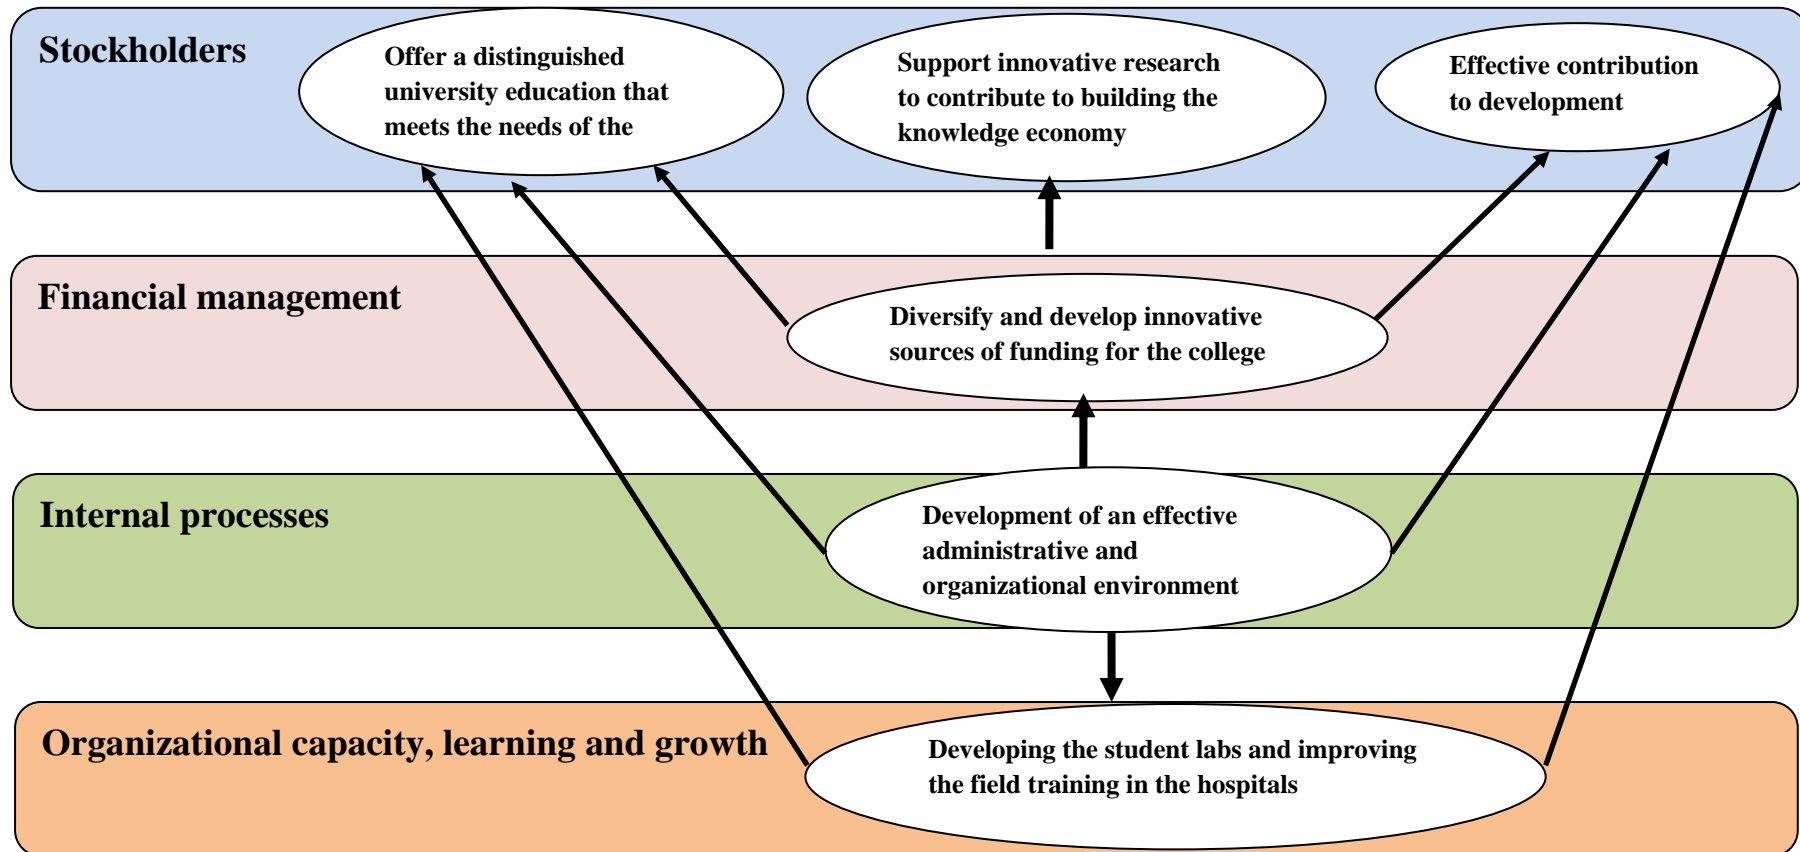 Stockholders
Offer a distinguished
university education that
meets the needs of the
Support innovative research
to contribute to building the
knowledge economy
Effective contribution
to development
Financial management
Diversify and develop innovative
sources of funding for the college
Internal processes
Development of an effective
administrative and
organizational environment
Organizational capacity, learning and growth
Developing the student labs and improving
the field training in the hospitals